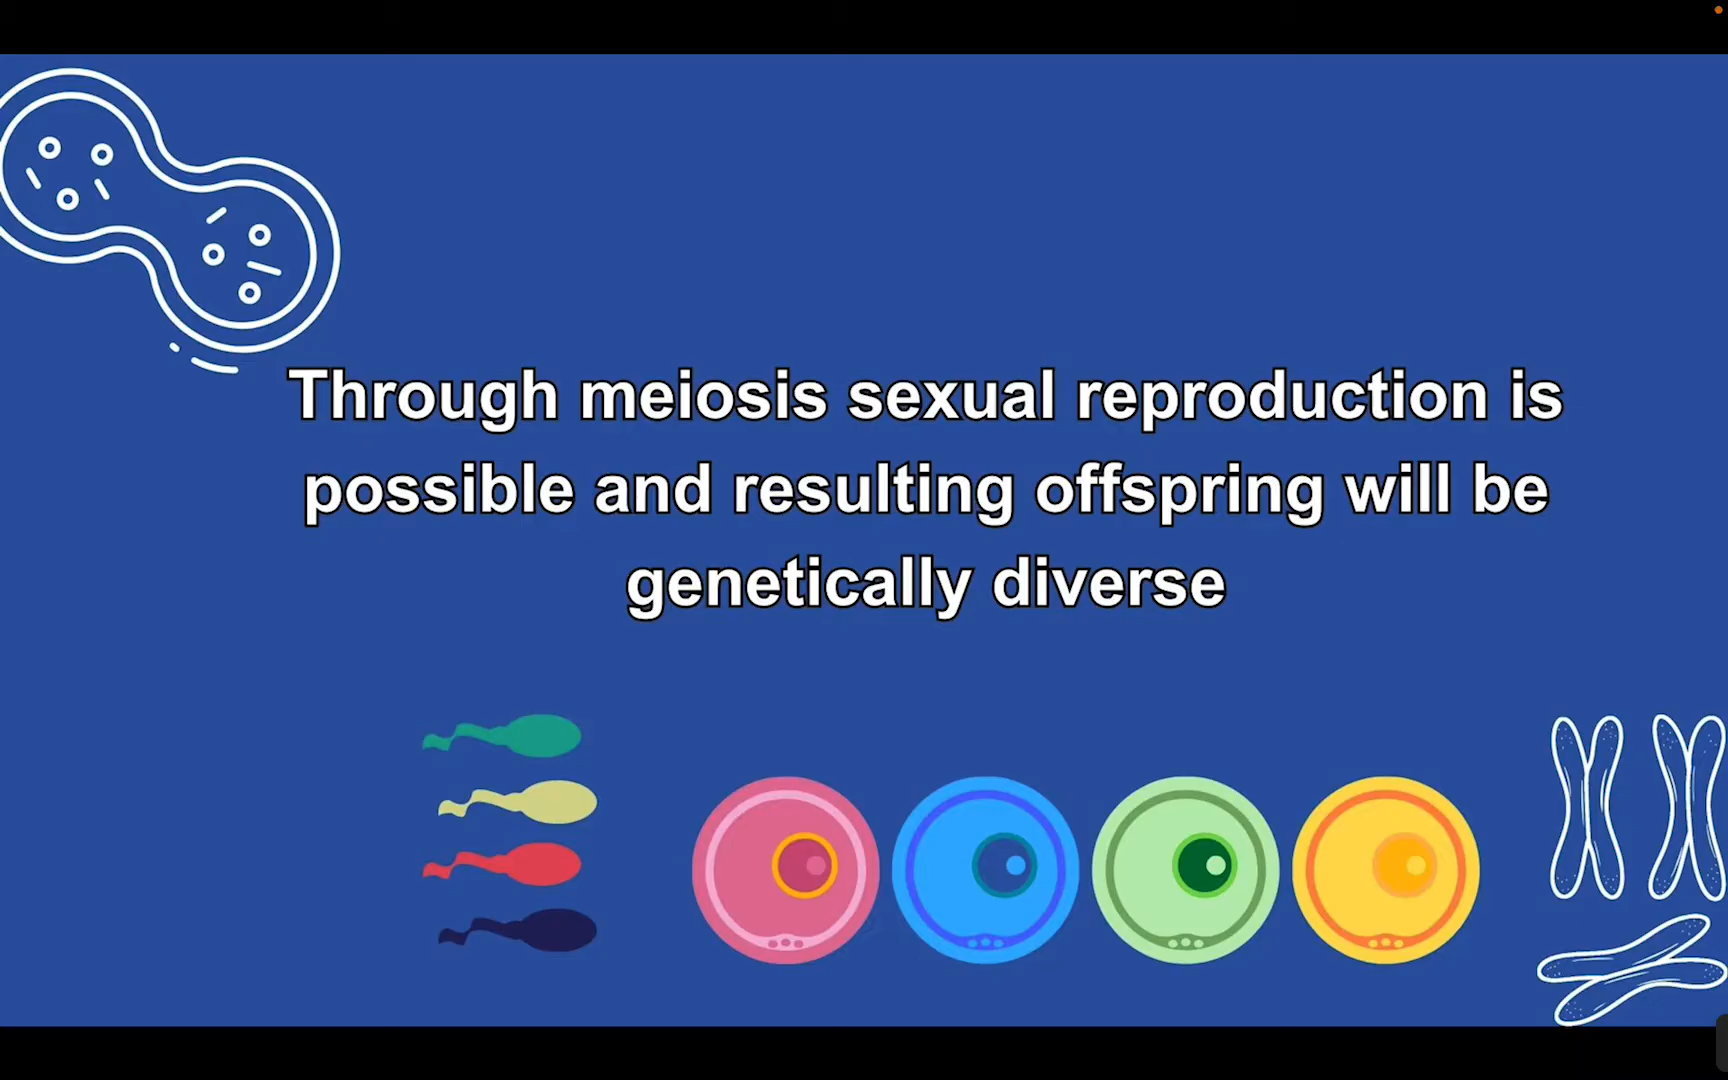 Through meiosis sexual reproduction is
possible and resulting offspring will be
genetically diverse